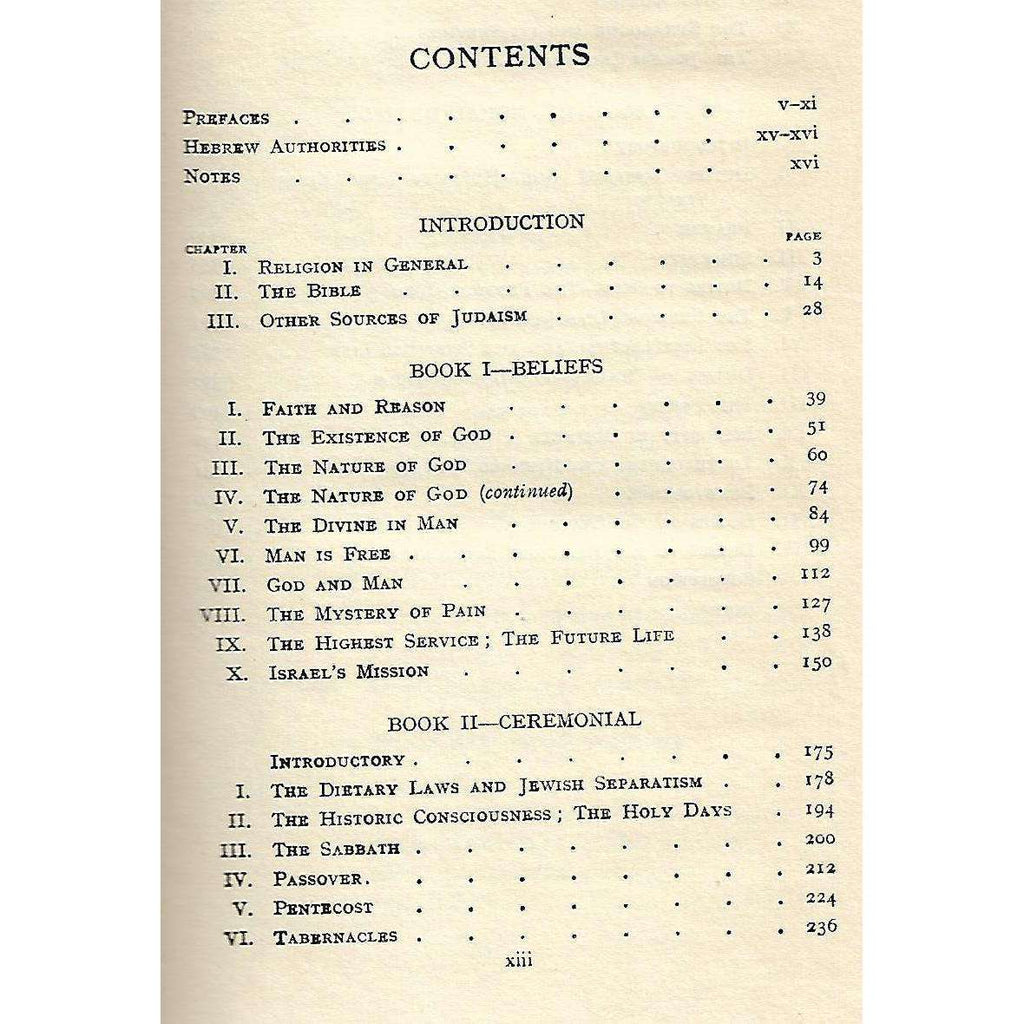 CONTENTS
PREFACES . . . . . . . . . v–xi
HEBREW AUTHORITIES . . . . . . . xv–xvi
NOTES . . . . . . . . . xvi
INTRODUCTION
CHAPTER PAGE
I. RELIGION IN GENERAL . . . . . . 3
II. THE BIBLE . . . . . . . . 14
III. OTHER SOURCES OF JUDAISM . . . . . 28
BOOK I—BELIEFS
I. FAITH AND REASON . . . . . . 39
II. THE EXISTENCE OF GOD . . . . . . 51
III. THE NATURE OF GOD . . . . . 60
IV. THE NATURE OF GOD (continued) . . . . 74
V. THE DIVINE IN MAN . . . . . . 84
VI. MAN IS FREE . . . . . . . . 99
VII. GOD AND MAN . . . . . . . 112
VIII. THE MYSTERY OF PAIN . . . . . . 127
IX. THE HIGHEST SERVICE; THE FUTURE LIFE . . 138
X. ISRAEL'S MISSION . . . . . . . 150
BOOK II—CEREMONIAL
INTRODUCTORY . . . . . . . . 175
I. THE DIETARY LAWS AND JEWISH SEPARATISM . . 178
II. THE HISTORIC CONSCIOUSNESS; THE HOLY DAYS . 194
III. THE SABBATH . . . . . . . . 200
IV. PASSOVER . . . . . . . . . 212
V. PENTECOST . . . . . . . . 224
VI. TABERNACLES . . . . . . . . 236
xiii